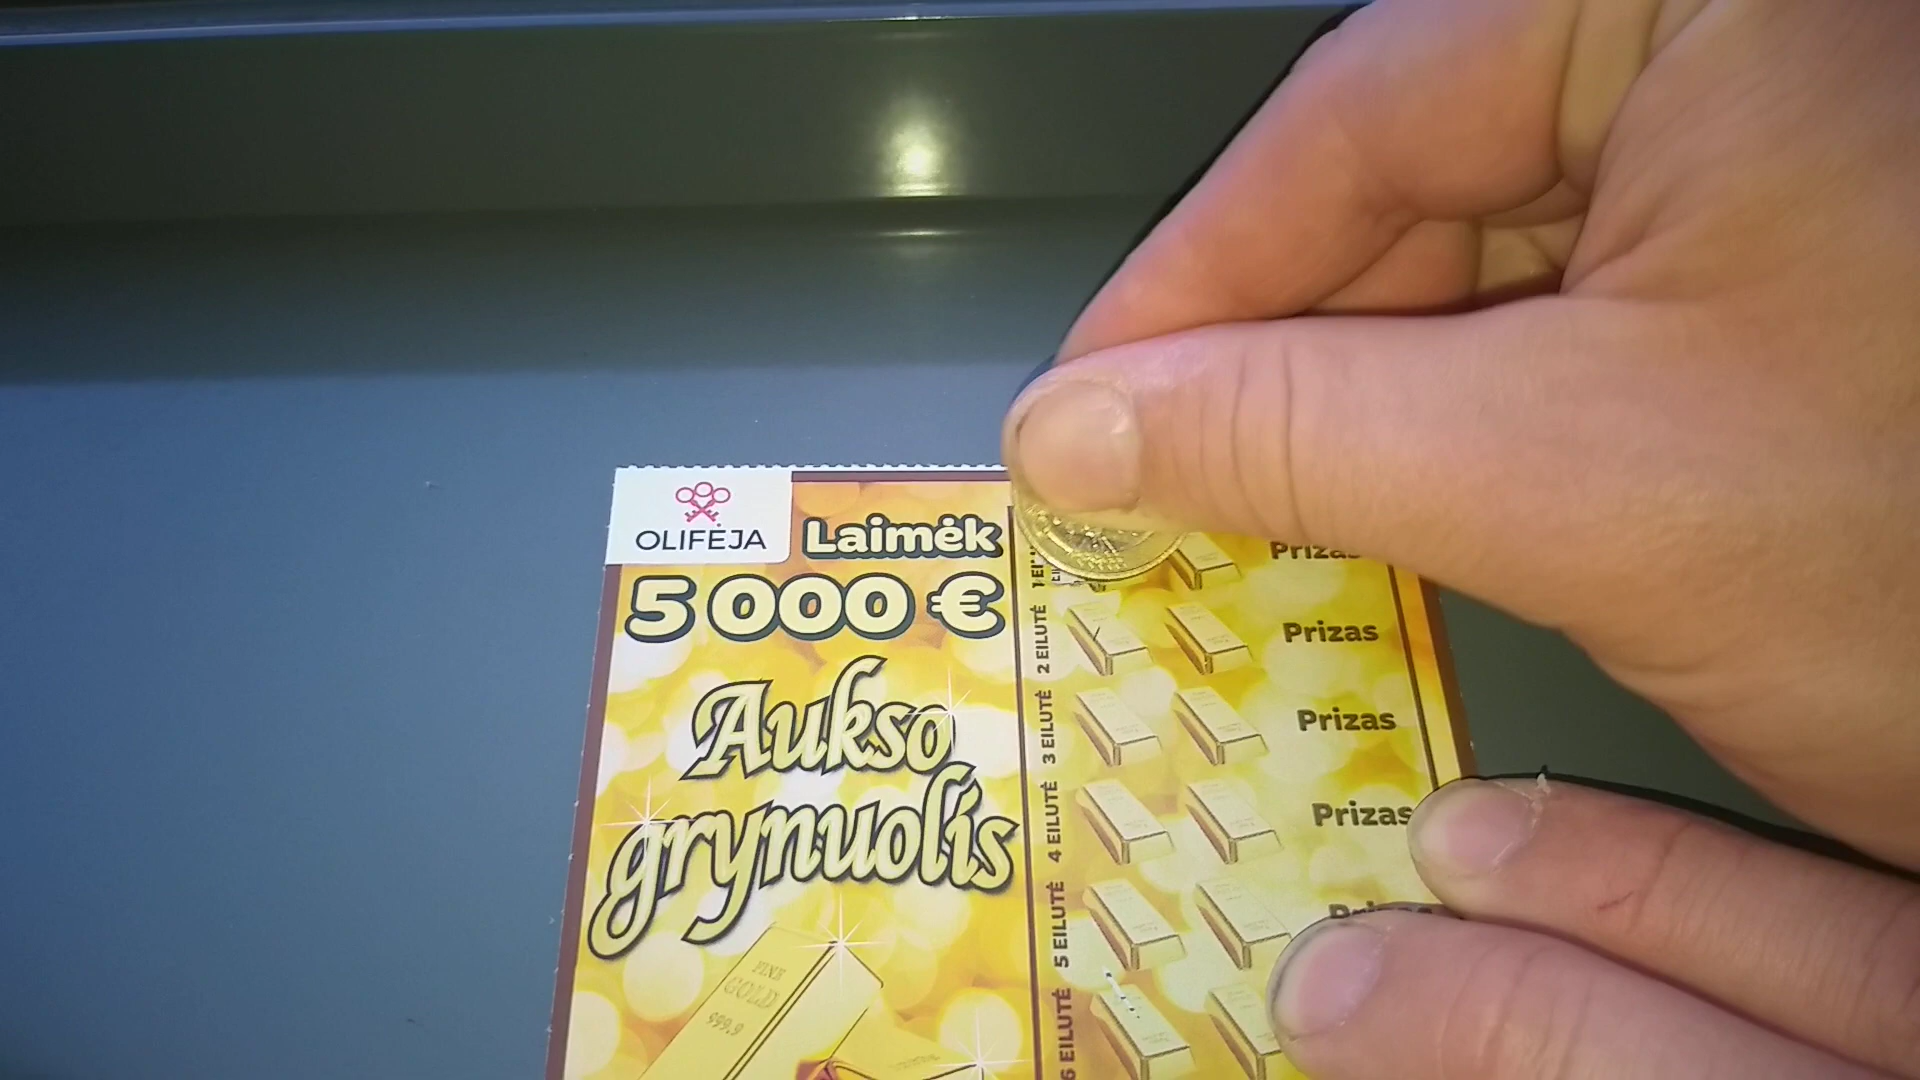 OLIFĖJA
Laimėk
5 000 €
Aukso
grynuolis
FINE
GOLD
999.9
Prizas
2 EILUTĖ
Prizas
3 EILUTĖ
Prizas
4 EILUTĖ
Prizas
5 EILUTĖ
6 EILUTĖ